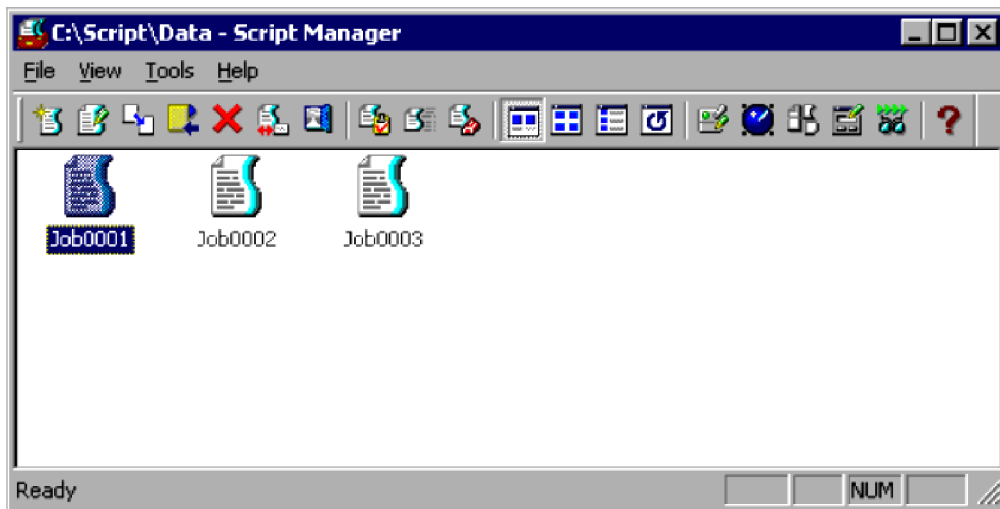 C:\Script\Data - Script Manager
File View Tools Help
Job0001 Job0002 Job0003
Ready NUM